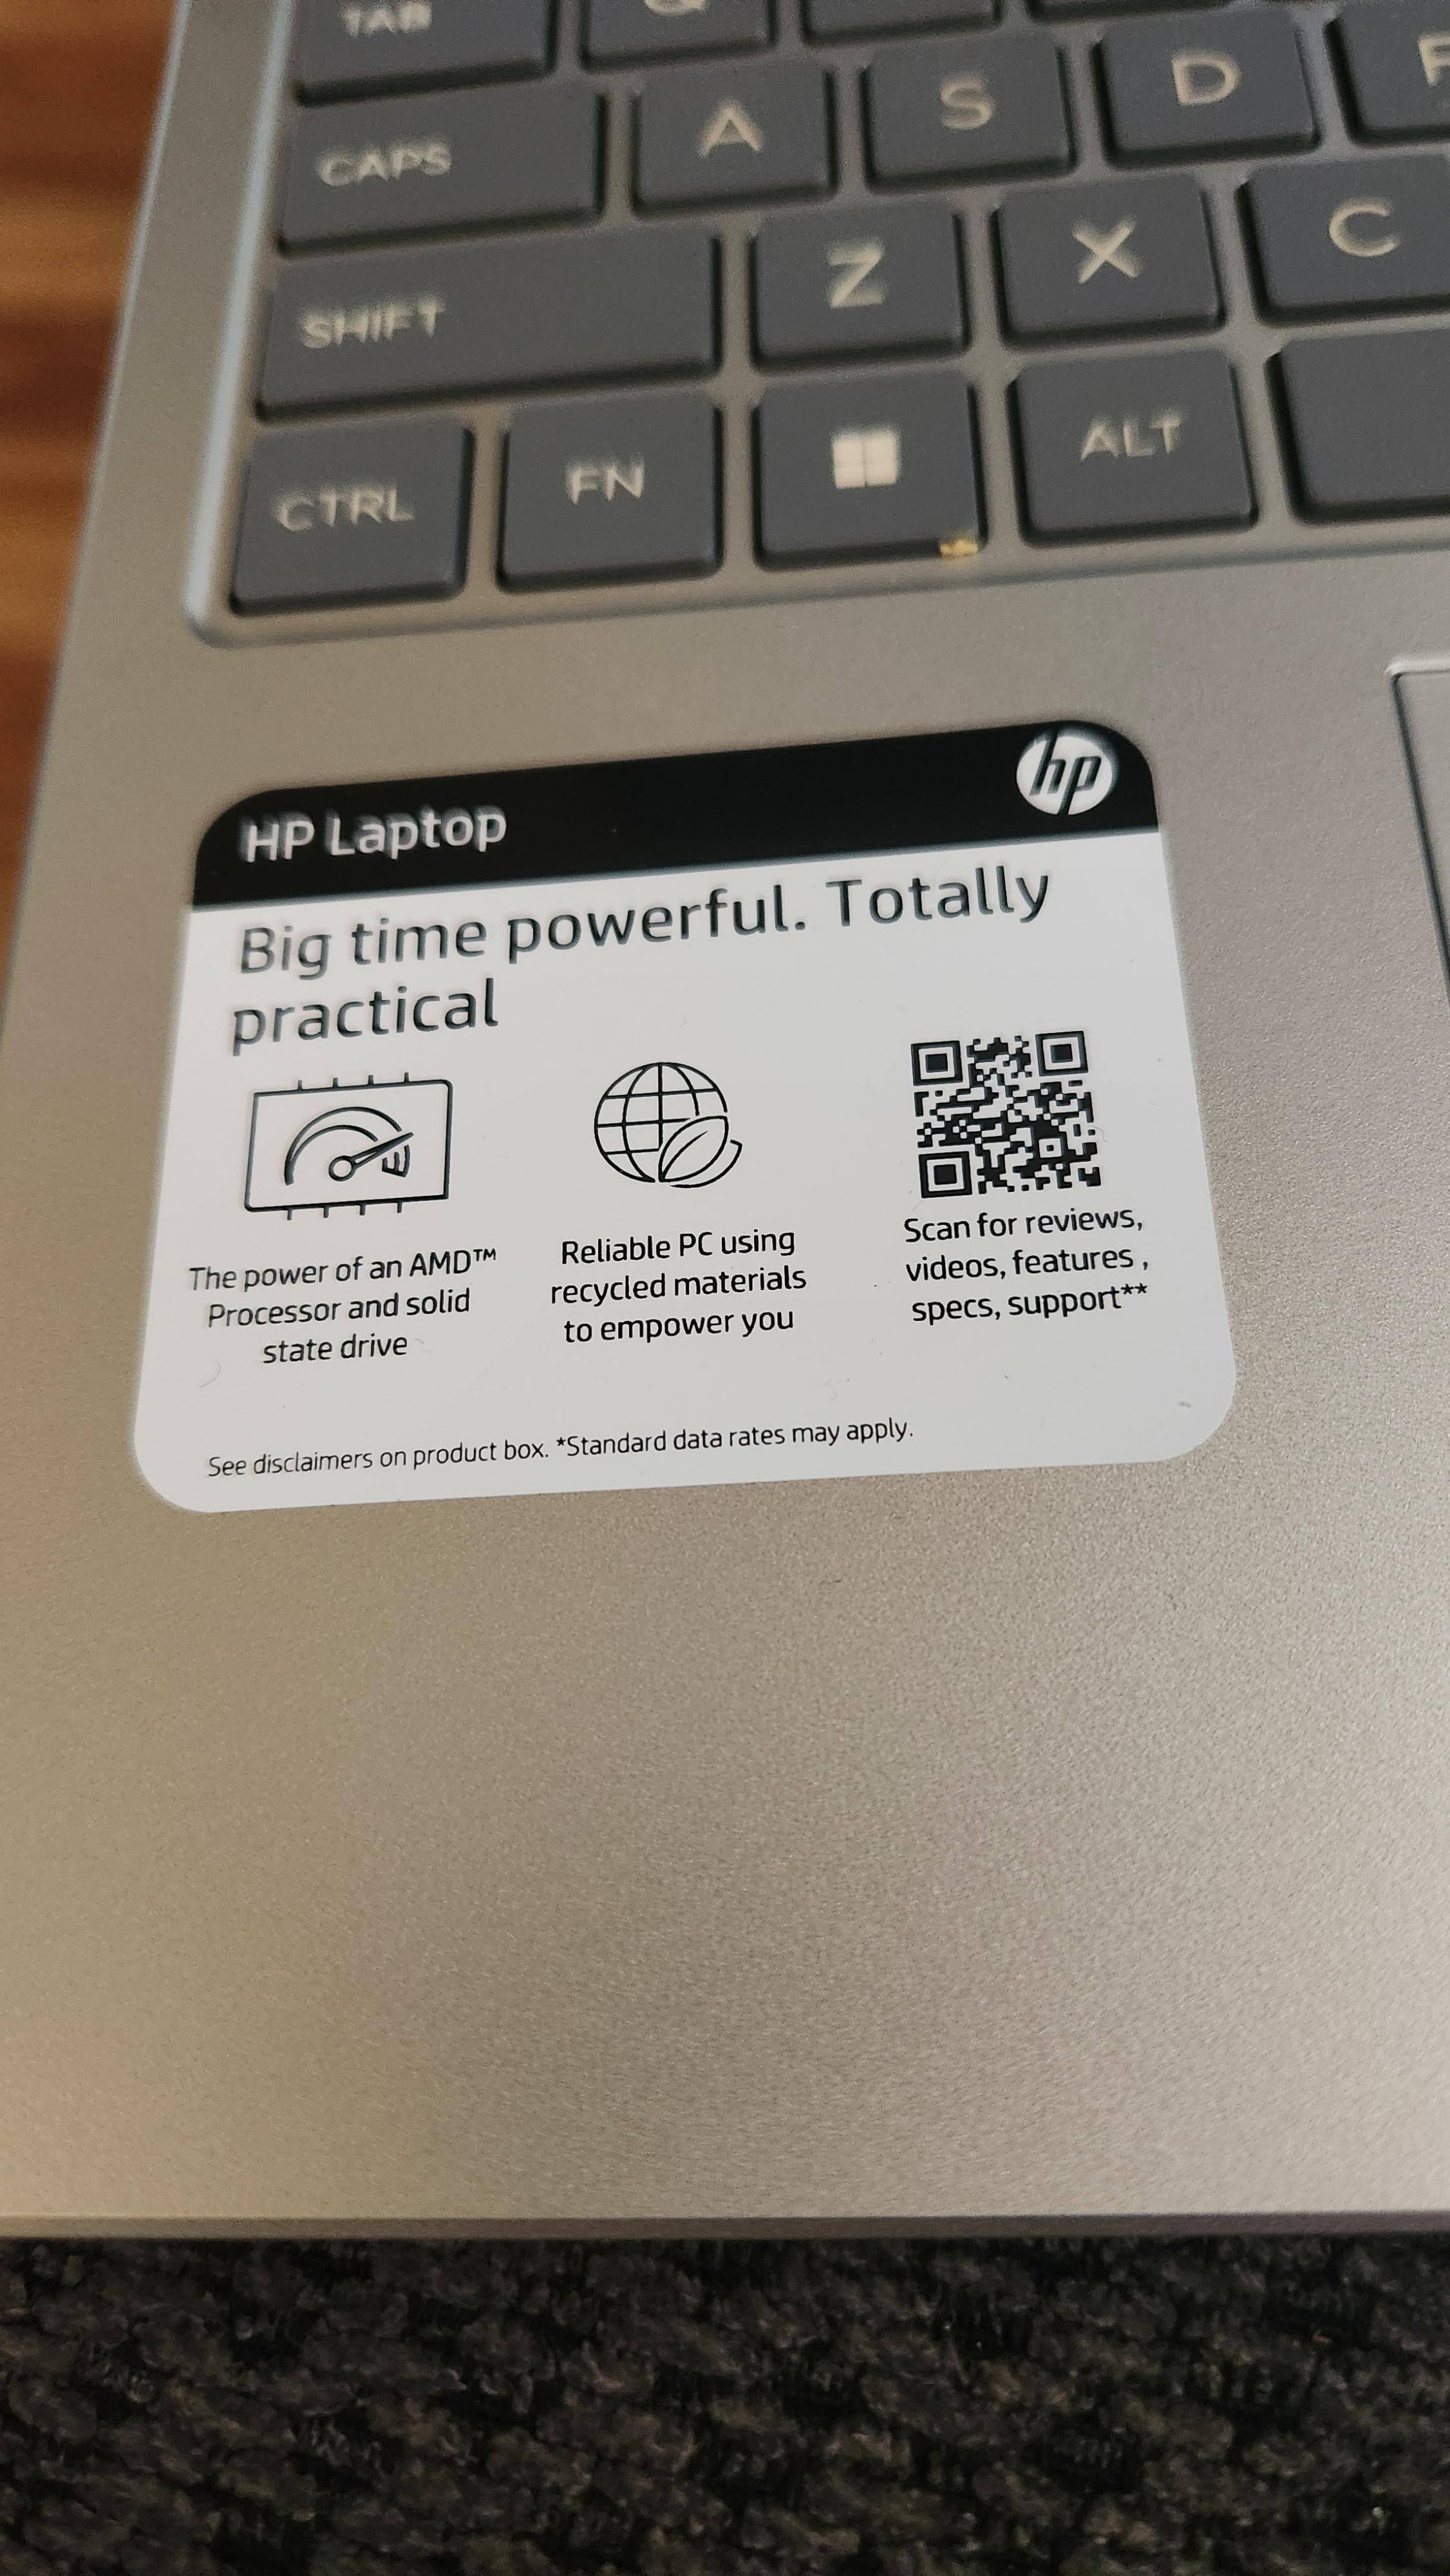 TAB Q
CAPS A S D F
SHIFT Z X C
CTRL FN ALT
HP Laptop hp
Big time powerful. Totally
practical
The power of an AMD™
Processor and solid
state drive
Reliable PC using
recycled materials
to empower you
Scan for reviews,
videos, features ,
specs, support**
See disclaimers on product box. *Standard data rates may apply.